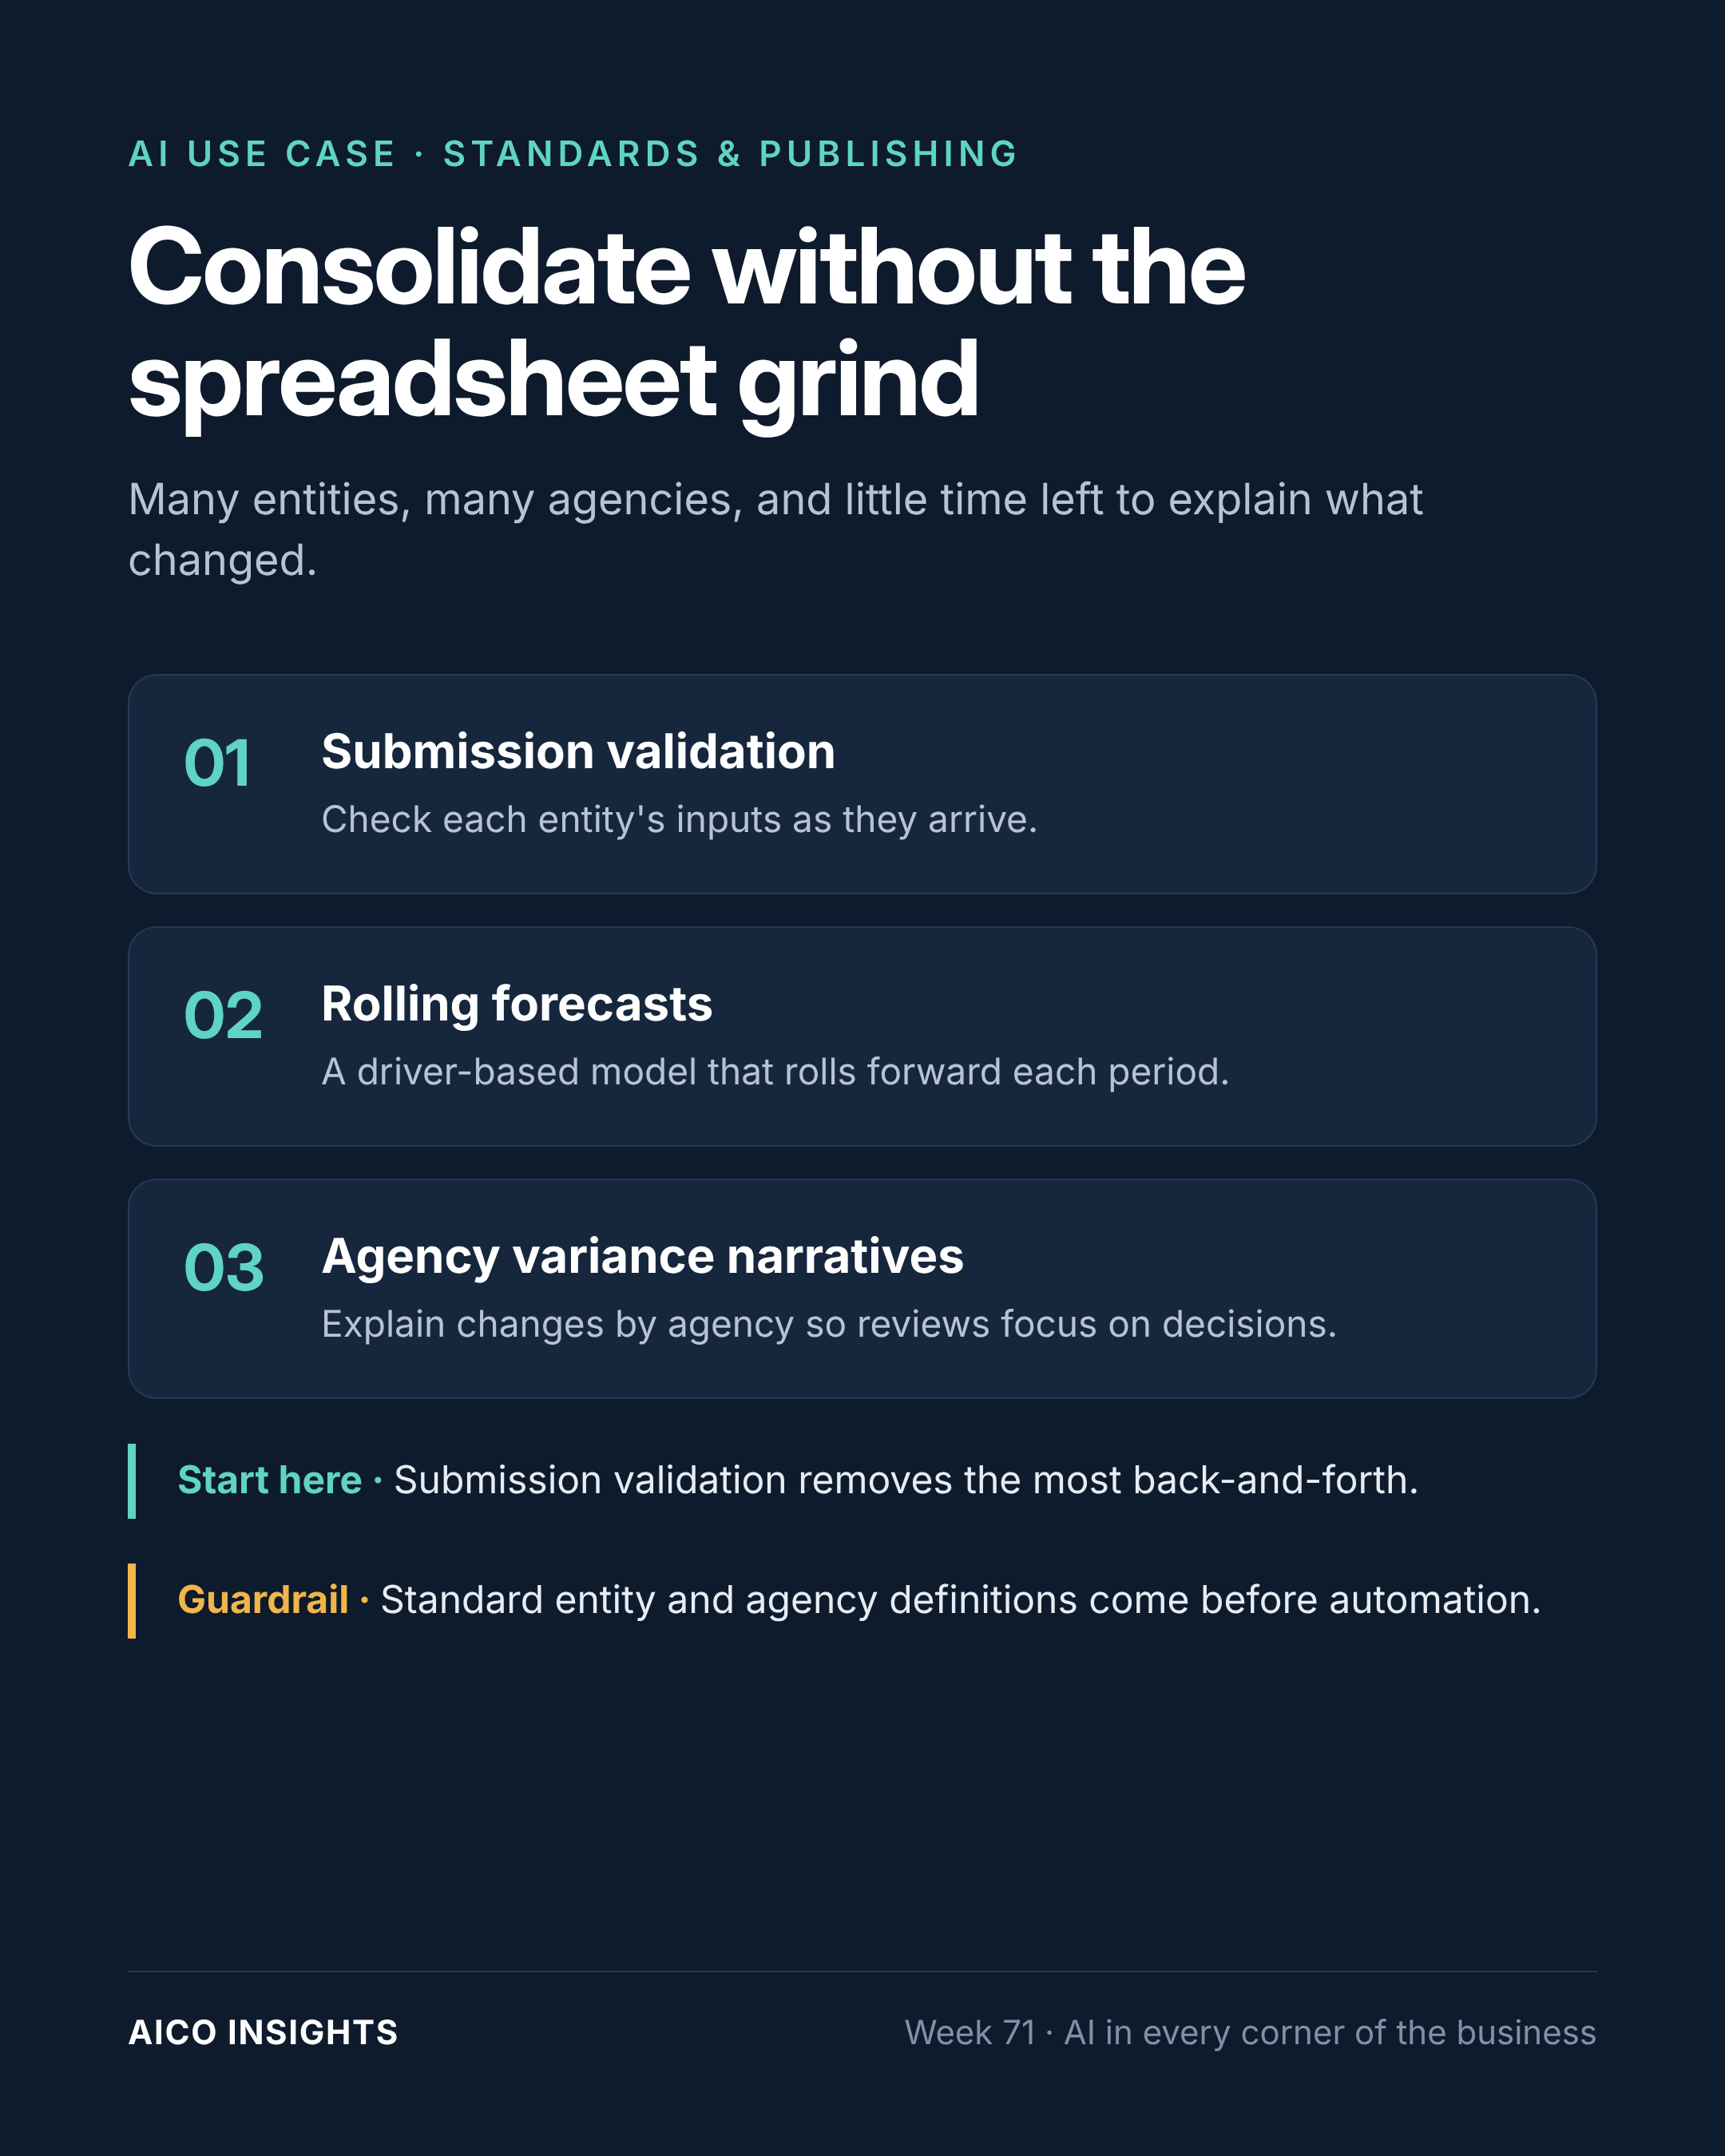 AI USE CASE · STANDARDS & PUBLISHING
Consolidate without the
spreadsheet grind
Many entities, many agencies, and little time left to explain what
changed.
01
Submission validation
Check each entity's inputs as they arrive.
02
Rolling forecasts
A driver-based model that rolls forward each period.
03
Agency variance narratives
Explain changes by agency so reviews focus on decisions.
Start here · Submission validation removes the most back-and-forth.
Guardrail · Standard entity and agency definitions come before automation.
AICO INSIGHTS
Week 71 · AI in every corner of the business